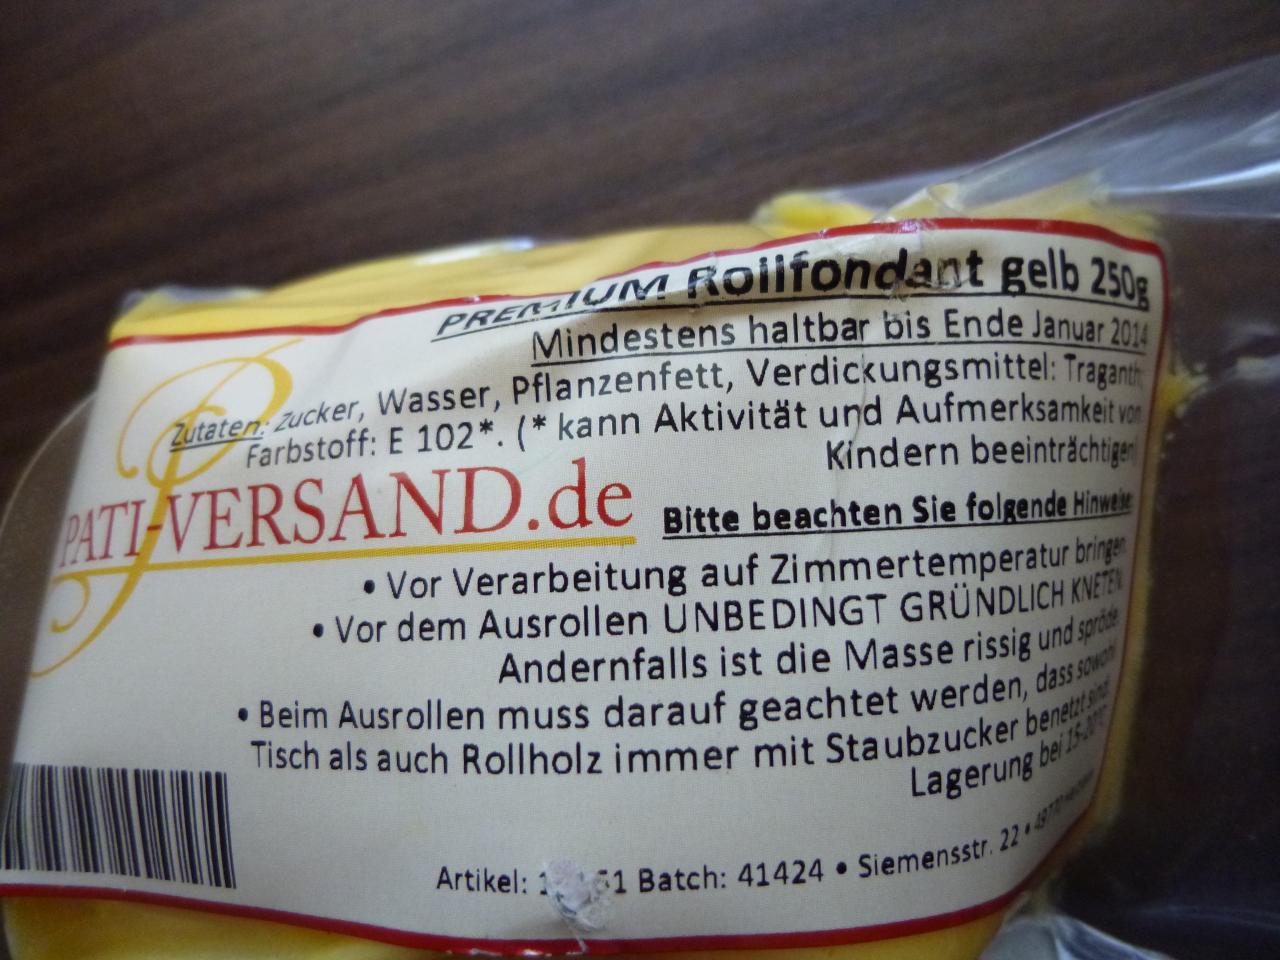 PREMIUM Rollfondant gelb 250g
Mindestens haltbar bis Ende Januar 2014
Zutaten: Zucker, Wasser, Pflanzenfett, Verdickungsmittel: Traganth,
Farbstoff: E 102*. (* kann Aktivität und Aufmerksamkeit von
Kindern beeinträchtigen)
PATI-VERSAND.de
Bitte beachten Sie folgende Hinweise:
• Vor Verarbeitung auf Zimmertemperatur bringen
• Vor dem Ausrollen UNBEDINGT GRÜNDLICH KNETEN.
Andernfalls ist die Masse rissig und spröde.
• Beim Ausrollen muss darauf geachtet werden, dass sowohl
Tisch als auch Rollholz immer mit Staubzucker benetzt sind.
Lagerung bei 15-20°C
Artikel: Batch: 41424 • Siemensstr. 22 •